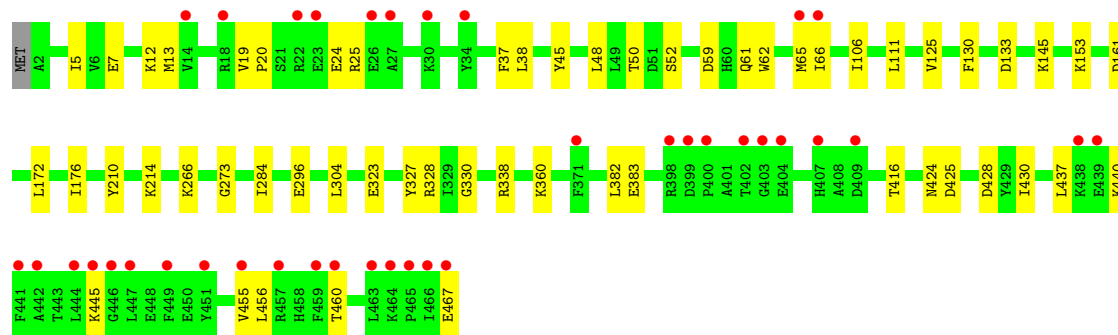 MET A2 I5 V6 E7 K12 M13 V14 R18 V19 P20 S21 R22 E23 E24 R25 E26 A27 K30 Y34 F37 L38 Y45 L48 L49 T50 D51 S52 D59 H60 Q61 W62 M65 I66 I106 L111 V125 F130 D133 K145 K153 D161
L172 I176 Y210 K214 K266 G273 I284 E296 L304 E323 Y327 R328 I329 G330 R338 K360 F371 L382 E383 R398 D399 P400 A401 T402 G403 E404 H407 A408 D409 T416 N424 D425 D428 Y429 I430 L437 K438 E439 K440
F441 A442 T443 L444 K445 G446 L447 E448 F449 E450 Y451 V455 L456 R457 H458 F459 T460 L463 K464 P465 I466 E467